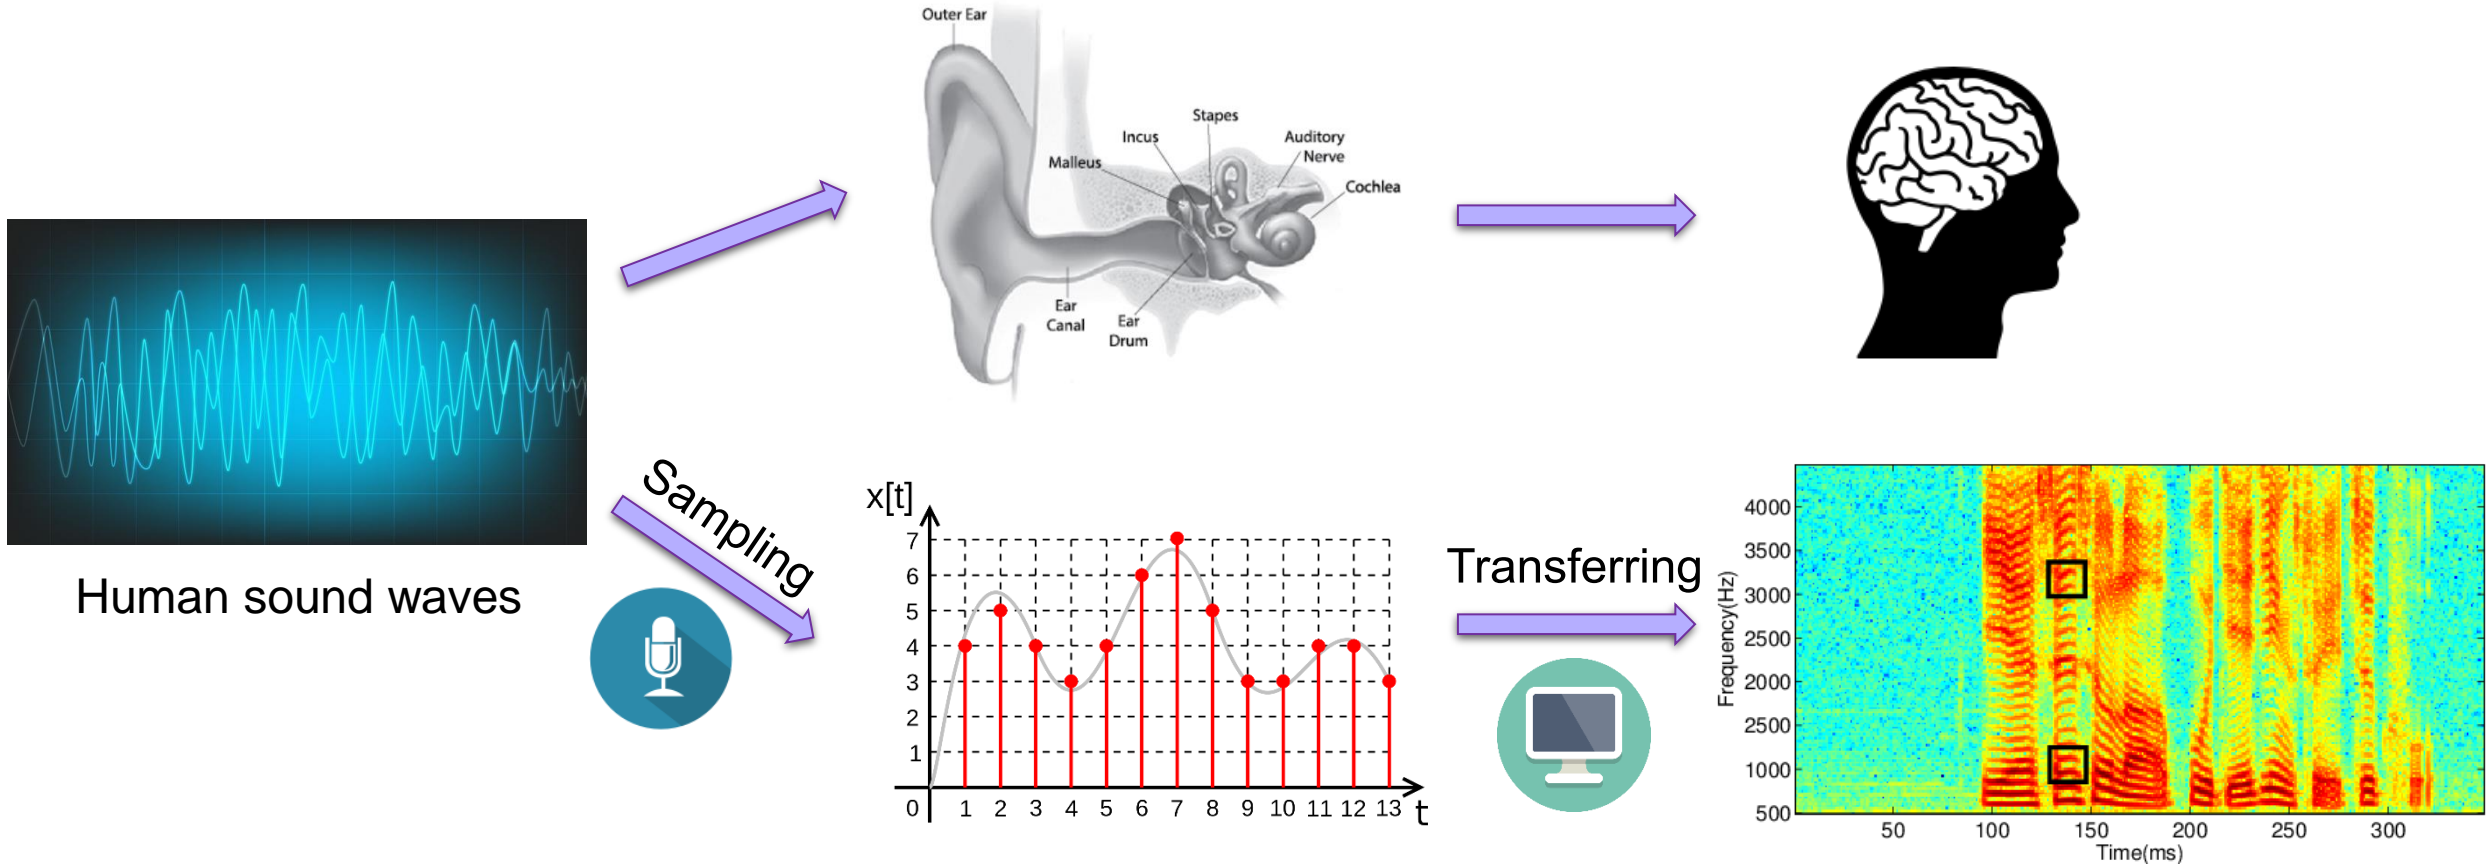 Outer Ear
Stapes
Incus
Auditory
Nerve
Malleus
Cochlea
Ear
Canal
Ear
Drum
Human sound waves
Sampling
x[t]
7
6
5
4
3
2
1
0 1 2 3 4 5 6 7 8 9 10 11 12 13 t
Transferring
Frequency(Hz)
4000
3500
3000
2500
2000
1500
1000
500
50 100 150 200 250 300
Time(ms)